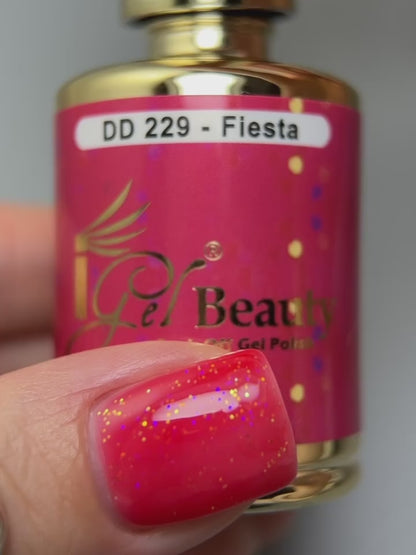 DD 229 - Fiesta
iGel Beauty®
Gel Polish